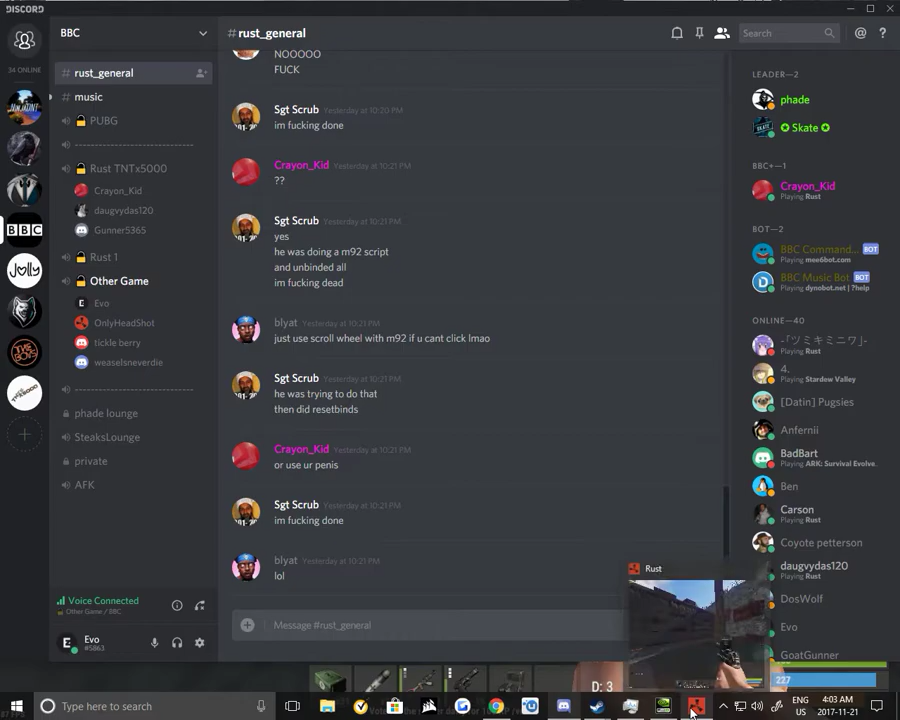 DISCORD
BBC
34 ONLINE
# rust_general
# music
PUBG
Rust TNTx5000
Crayon_Kid
daugvydas120
Gunner5365
Rust 1
Other Game
Evo
OnlyHeadShot
tickle berry
weaselsneverdie
phade lounge
SteaksLounge
private
AFK
Voice Connected
Other Game / BBC
Evo
#5863
# rust_general
Search
NOOOOO
FUCK
Sgt Scrub Yesterday at 10:20 PM
im fucking done
Crayon_Kid Yesterday at 10:21 PM
??
Sgt Scrub Yesterday at 10:21 PM
yes
he was doing a m92 script
and unbinded all
im fucking dead
blyat Yesterday at 10:21 PM
just use scroll wheel with m92 if u cant click lmao
Sgt Scrub Yesterday at 10:21 PM
he was trying to do that
then did resetbinds
Crayon_Kid Yesterday at 10:21 PM
or use ur penis
Sgt Scrub Yesterday at 10:21 PM
im fucking done
blyat Yesterday at 10:21 PM
lol
Message #rust_general
LEADER—2
phade
✪ Skate ✪
BBC+—1
Crayon_Kid
Playing Rust
BOT—2
BBC Command... BOT
Playing mee6bot.com
BBC Music Bot BOT
Playing dynobot.net | ?help
ONLINE—40
-「ツミキミニワ」-
Playing Rust
4.
Playing Stardew Valley
[Datin] Pugsies
Anfernii
BadBart
Playing ARK: Survival Evolve...
Ben
Carson
Playing Rust
Coyote petterson
daugvydas120
Playing Rust
DosWolf
Evo
GoatGunner
Rust
D: 3
227
Type here to search
ENG
US
4:03 AM
2017-11-21